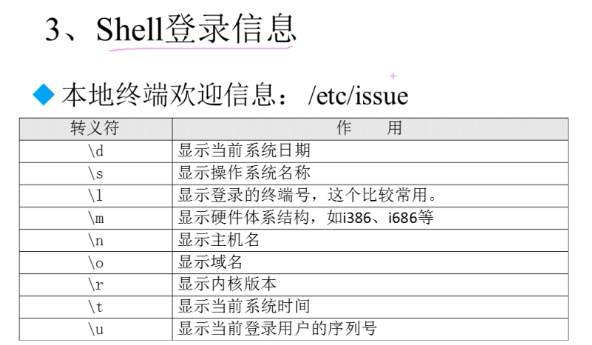 3、Shell登录信息
本地终端欢迎信息： /etc/issue
转义符 作 用
\d 显示当前系统日期
\s 显示操作系统名称
\l 显示登录的终端号，这个比较常用。
\m 显示硬件体系结构，如i386、i686等
\n 显示主机名
\o 显示域名
\r 显示内核版本
\t 显示当前系统时间
\u 显示当前登录用户的序列号